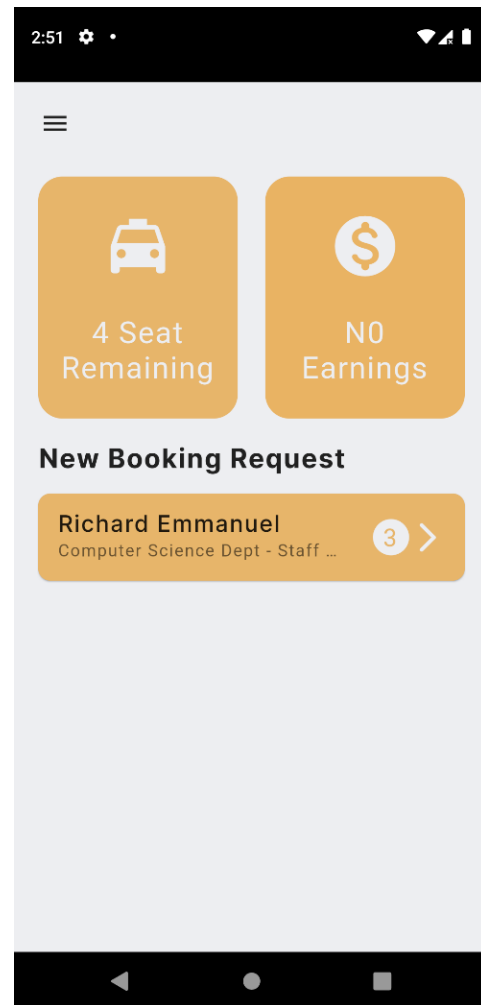 2:51
4 Seat
Remaining
$
N0
Earnings
New Booking Request
Richard Emmanuel
Computer Science Dept - Staff ...
3